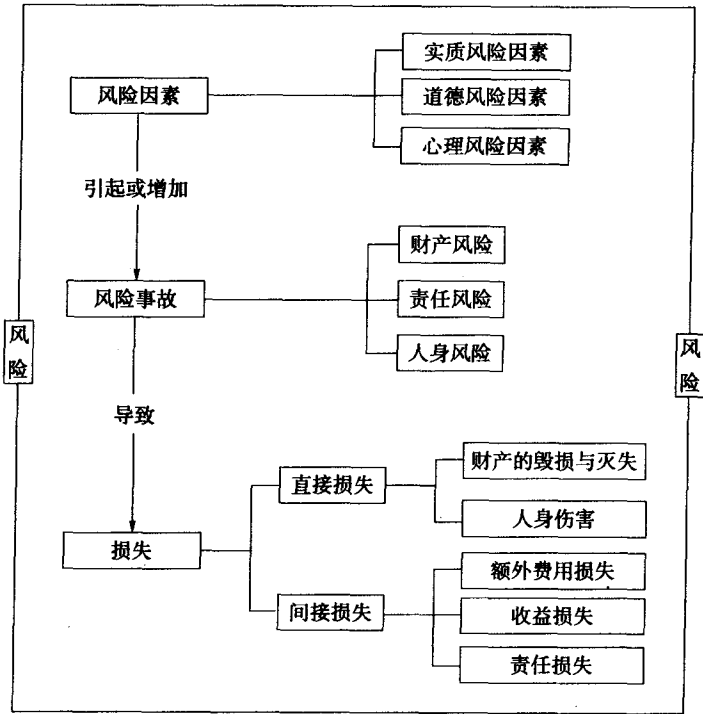 实质风险因素
风险因素
道德风险因素
心理风险因素
引起或增加
财产风险
风险事故
责任风险
人身风险
风
险
风
险
导致
财产的毁损与灭失
直接损失
人身伤害
损失
额外费用损失
间接损失
收益损失
责任损失